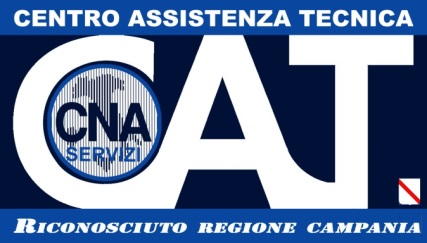 CENTRO ASSISTENZA TECNICA
CAT.
CNA
SERVIZI
RICONOSCIUTO REGIONE CAMPANIA